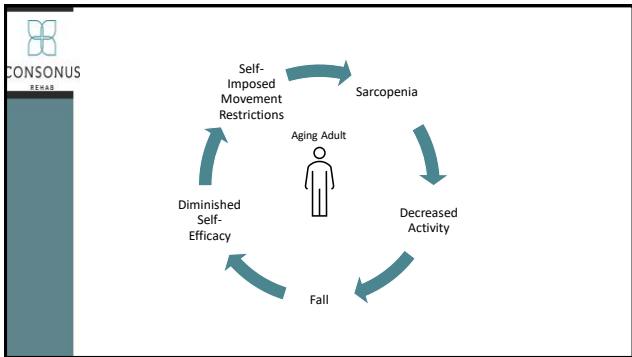 CONSONUS
REHAB
Self-
Imposed
Movement
Restrictions
Sarcopenia
Aging Adult
Decreased
Activity
Diminished
Self-
Efficacy
Fall